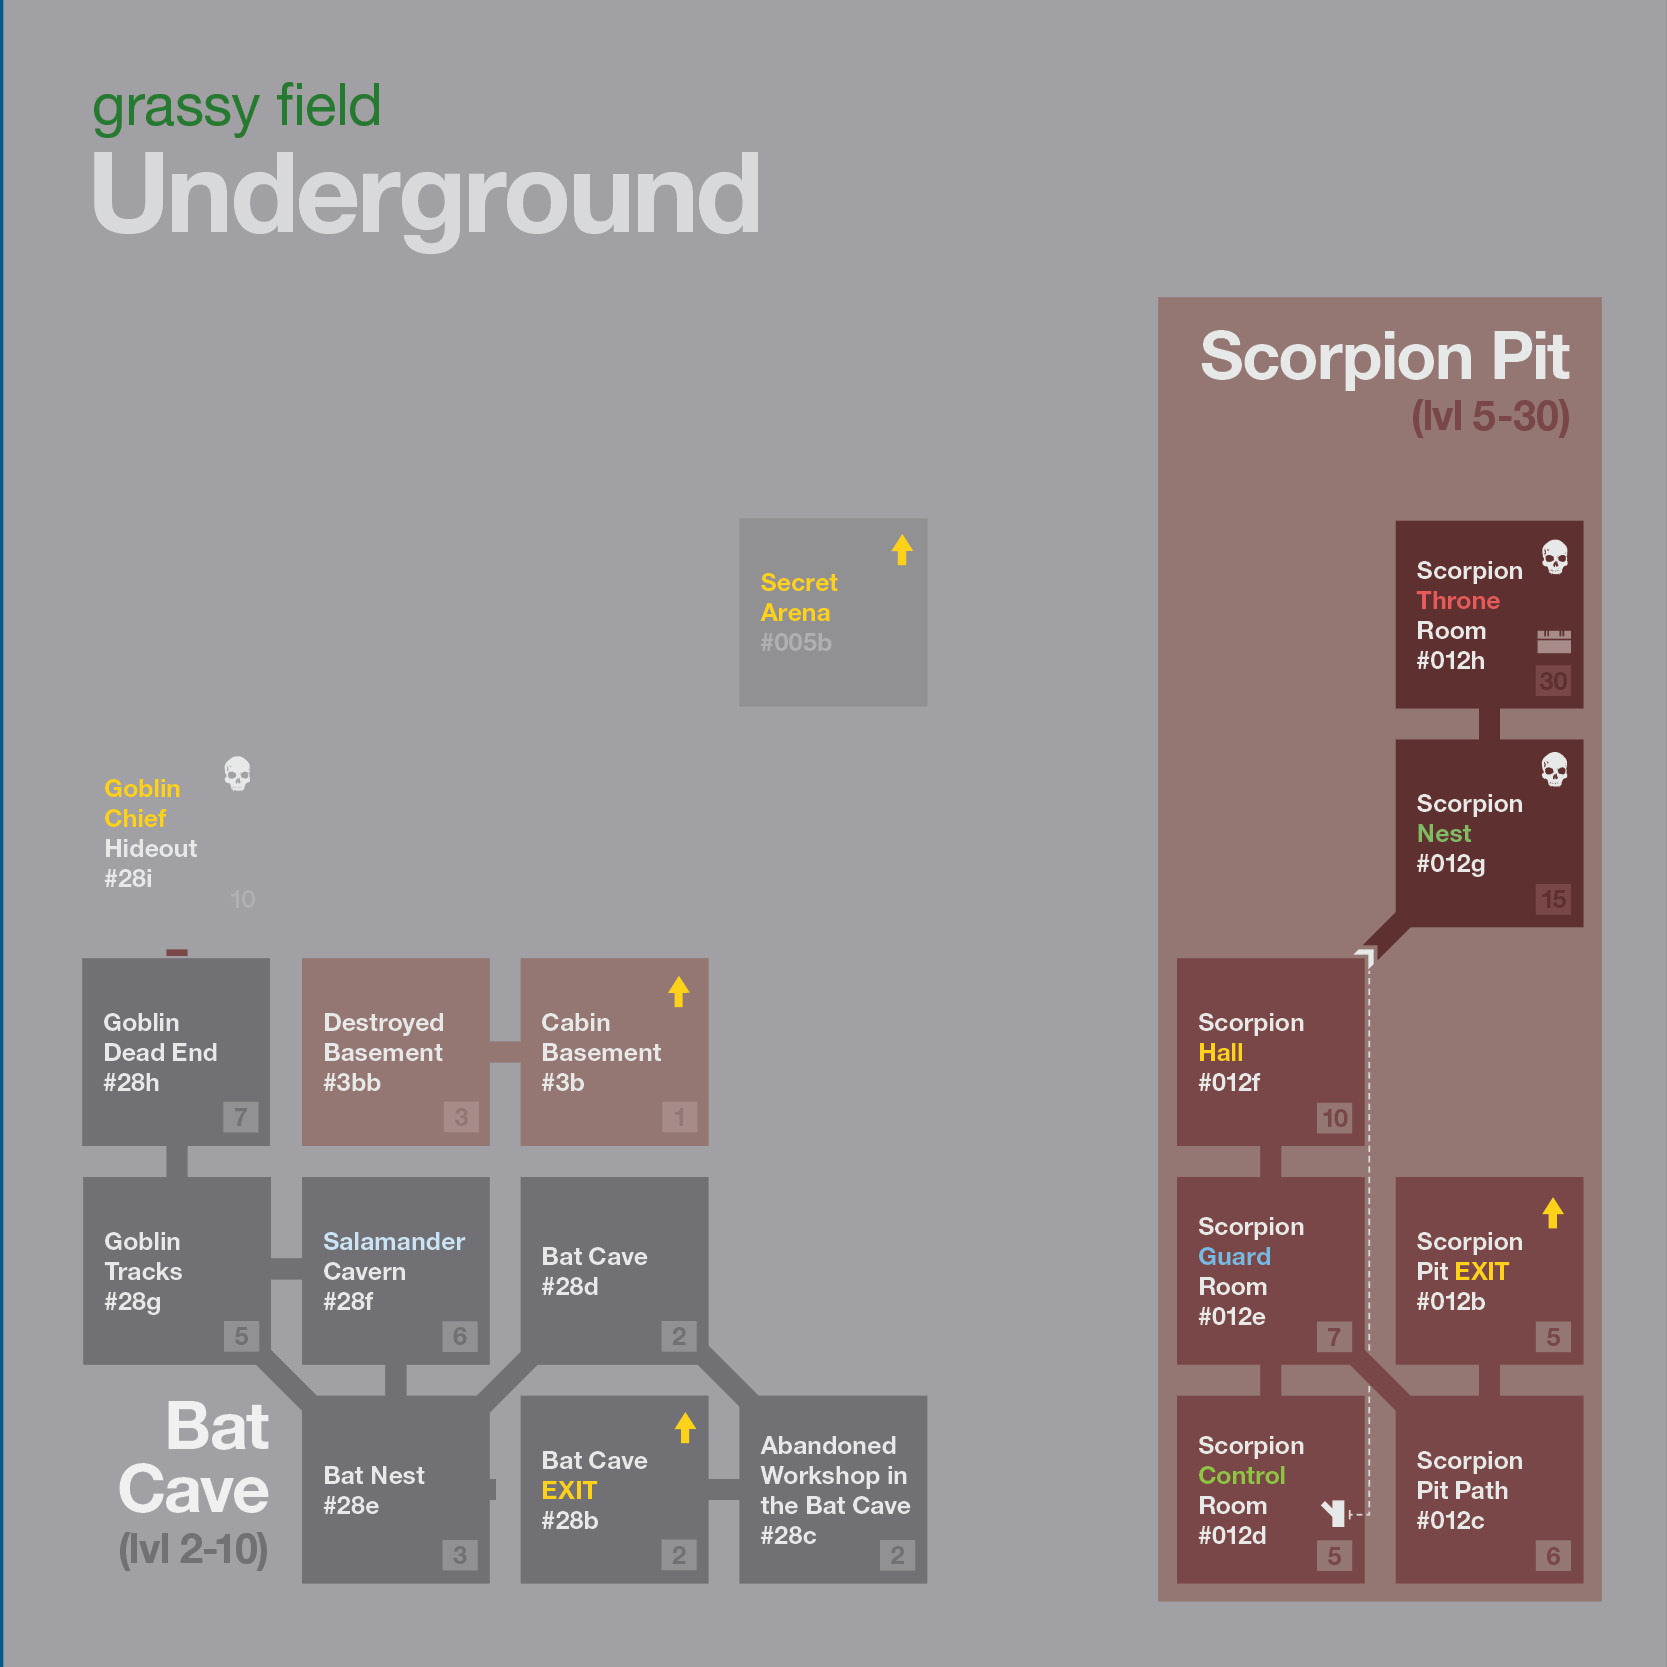 grassy field
Underground
Scorpion Pit
(lvl 5-30)
Secret
Arena
#005b
Scorpion
Throne
Room
#012h
30
Scorpion
Nest
#012g
15
Goblin
Chief
Hideout
#28i
10
Goblin
Dead End
#28h
7
Destroyed
Basement
#3bb
3
Cabin
Basement
#3b
1
Scorpion
Hall
#012f
10
Goblin
Tracks
#28g
5
Salamander
Cavern
#28f
6
Bat Cave
#28d
2
Scorpion
Guard
Room
#012e
7
Scorpion
Pit EXIT
#012b
5
Bat
Cave
(lvl 2-10)
Bat Nest
#28e
3
Bat Cave
EXIT
#28b
2
Abandoned
Workshop in
the Bat Cave
#28c
2
Scorpion
Control
Room
#012d
5
Scorpion
Pit Path
#012c
6